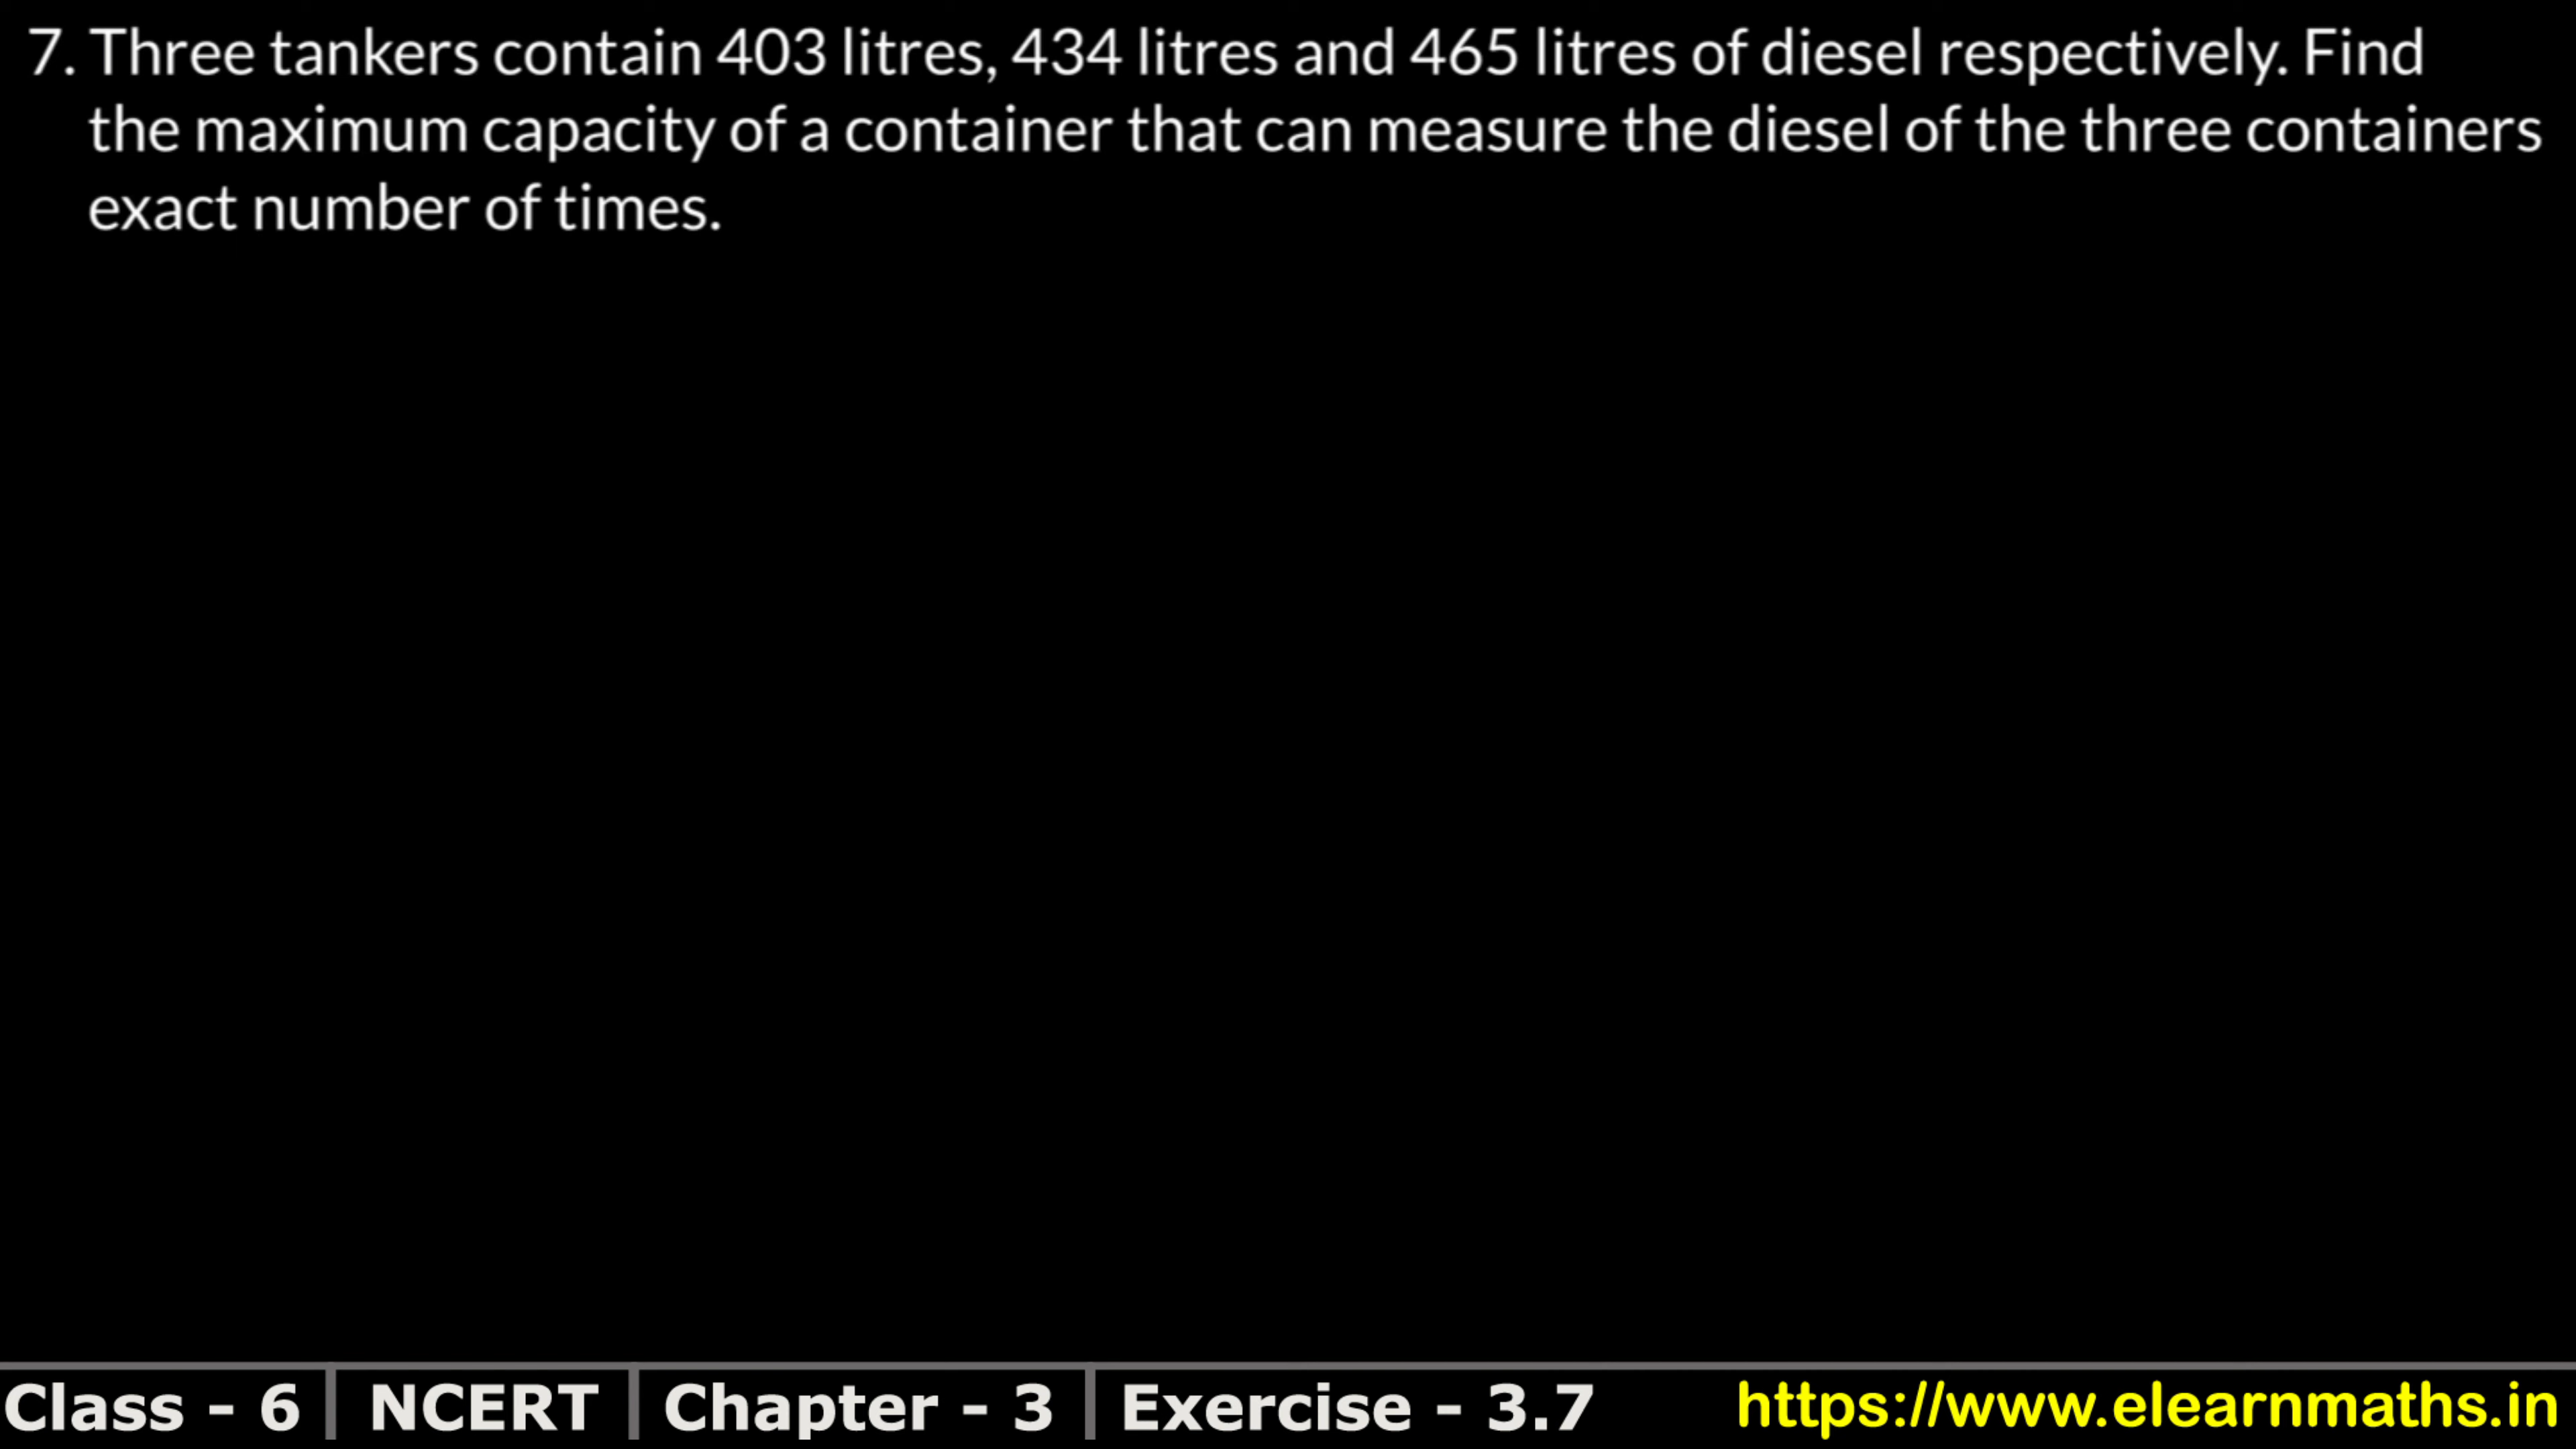 7. Three tankers contain 403 litres, 434 litres and 465 litres of diesel respectively. Find
the maximum capacity of a container that can measure the diesel of the three containers
exact number of times.
Class - 6 | NCERT | Chapter - 3 | Exercise - 3.7 https://www.elearnmaths.in